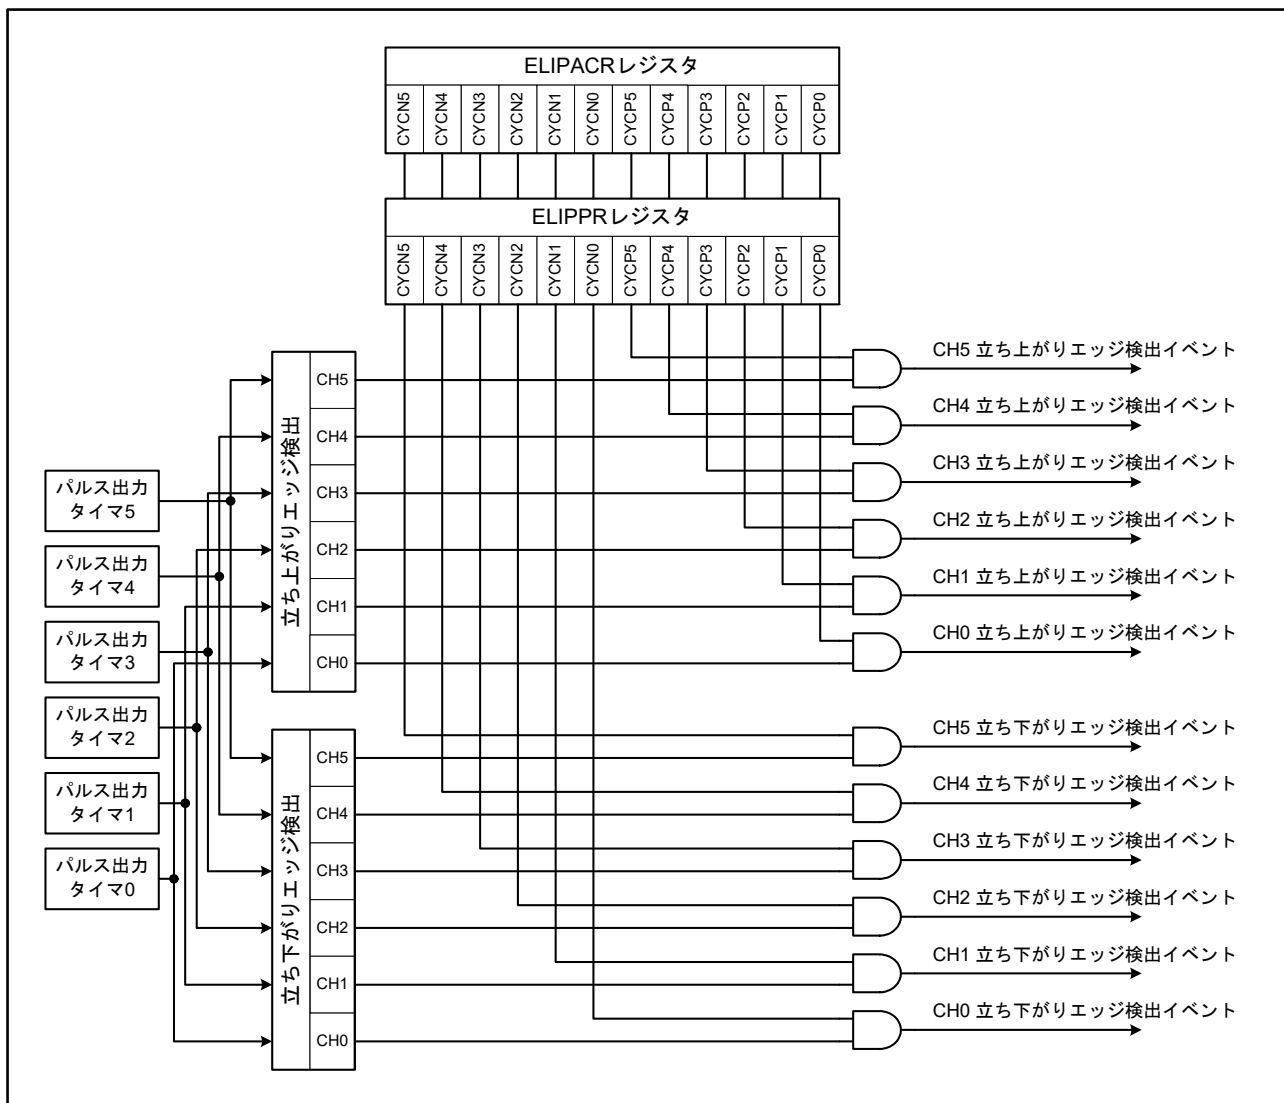 ELIPACRレジスタ
CYCN5
CYCN4
CYCN3
CYCN2
CYCN1
CYCN0
CYCP5
CYCP4
CYCP3
CYCP2
CYCP1
CYCP0
ELIPPRレジスタ
CYCN5
CYCN4
CYCN3
CYCN2
CYCN1
CYCN0
CYCP5
CYCP4
CYCP3
CYCP2
CYCP1
CYCP0
パルス出力
タイマ5
パルス出力
タイマ4
パルス出力
タイマ3
パルス出力
タイマ2
パルス出力
タイマ1
パルス出力
タイマ0
立ち上がりエッジ検出
CH5
CH4
CH3
CH2
CH1
CH0
立ち下がりエッジ検出
CH5
CH4
CH3
CH2
CH1
CH0
CH5 立ち上がりエッジ検出イベント
CH4 立ち上がりエッジ検出イベント
CH3 立ち上がりエッジ検出イベント
CH2 立ち上がりエッジ検出イベント
CH1 立ち上がりエッジ検出イベント
CH0 立ち上がりエッジ検出イベント
CH5 立ち下がりエッジ検出イベント
CH4 立ち下がりエッジ検出イベント
CH3 立ち下がりエッジ検出イベント
CH2 立ち下がりエッジ検出イベント
CH1 立ち下がりエッジ検出イベント
CH0 立ち下がりエッジ検出イベント